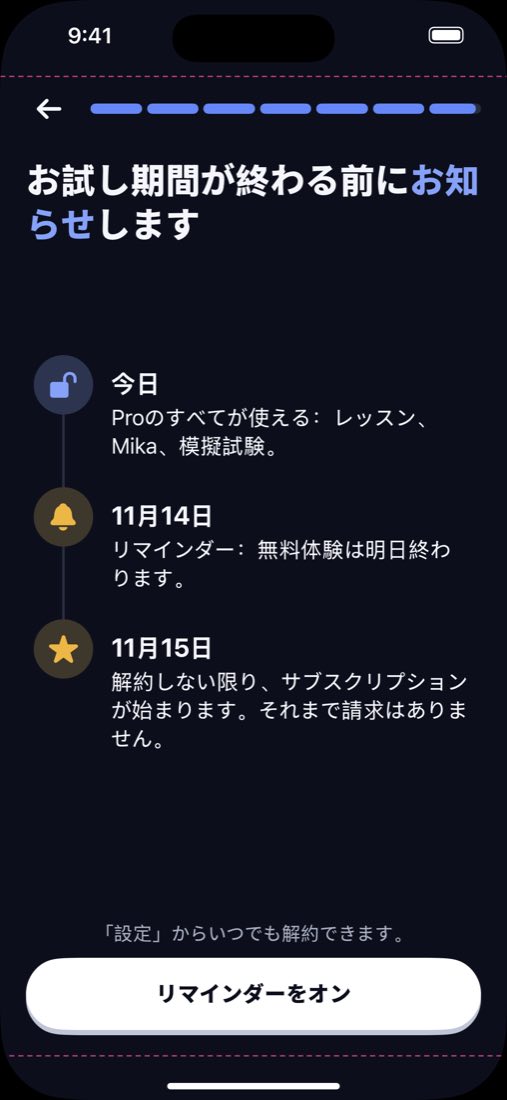 9:41
お試し期間が終わる前にお知
らせします
今日
Proのすべてが使える：レッスン、
Mika、模擬試験。
11月14日
リマインダー：無料体験は明日終わ
ります。
11月15日
解約しない限り、サブスクリプション
が始まります。それまで請求はありま
せん。
「設定」からいつでも解約できます。
リマインダーをオン